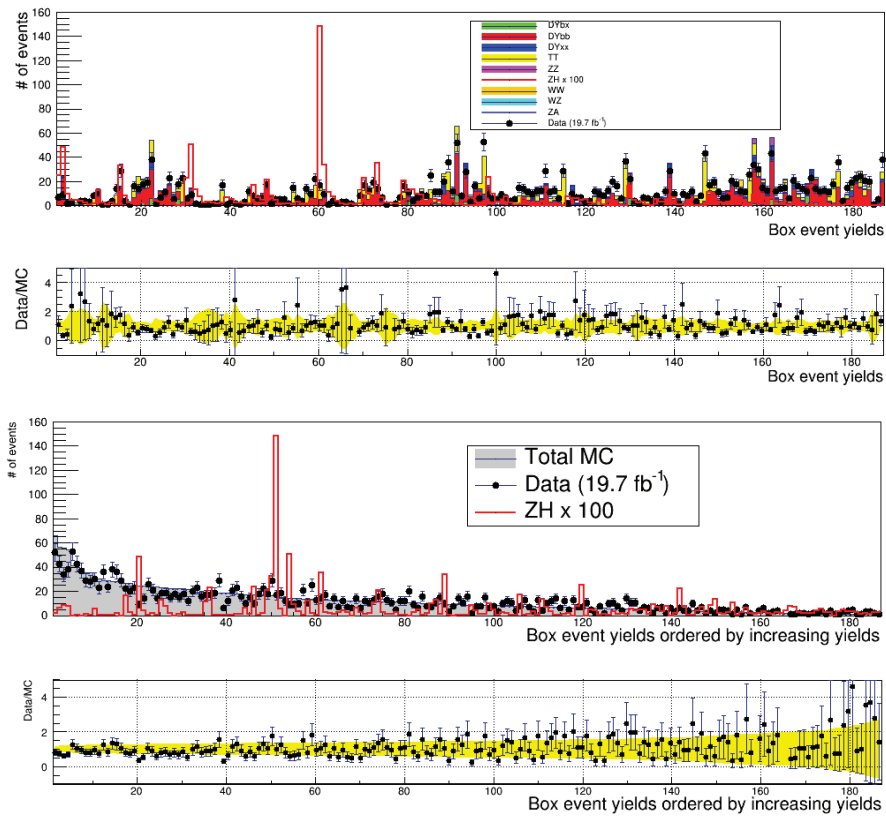 # of events
160
140
120
100
80
60
40
20
0
DYbx
DYbb
DYxx
TT
ZZ
ZH x 100
WW
WZ
ZA
Data (19.7 fb⁻¹)
20 40 60 80 100 120 140 160 180
Box event yields
Data/MC
4
2
0
20 40 60 80 100 120 140 160 180
Box event yields
# of events
160
140
120
100
80
60
40
20
0
Total MC
Data (19.7 fb⁻¹)
ZH x 100
20 40 60 80 100 120 140 160 180
Box event yields ordered by increasing yields
Data/MC
4
2
0
20 40 60 80 100 120 140 160 180
Box event yields ordered by increasing yields